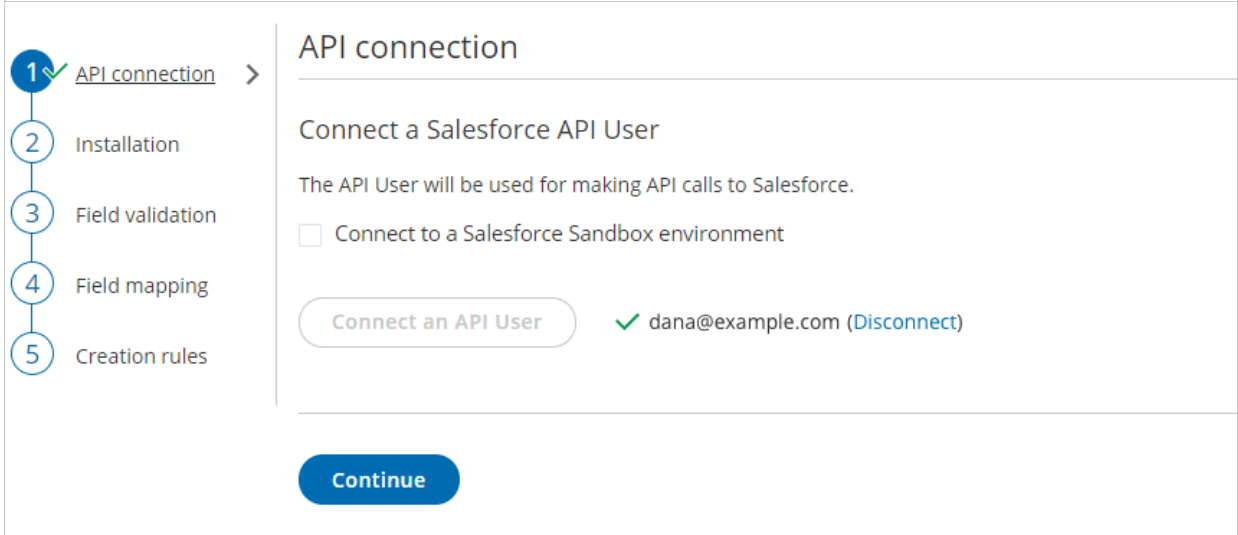 1 API connection
2 Installation
3 Field validation
4 Field mapping
5 Creation rules
API connection
Connect a Salesforce API User
The API User will be used for making API calls to Salesforce.
Connect to a Salesforce Sandbox environment
Connect an API User
dana@example.com (Disconnect)
Continue